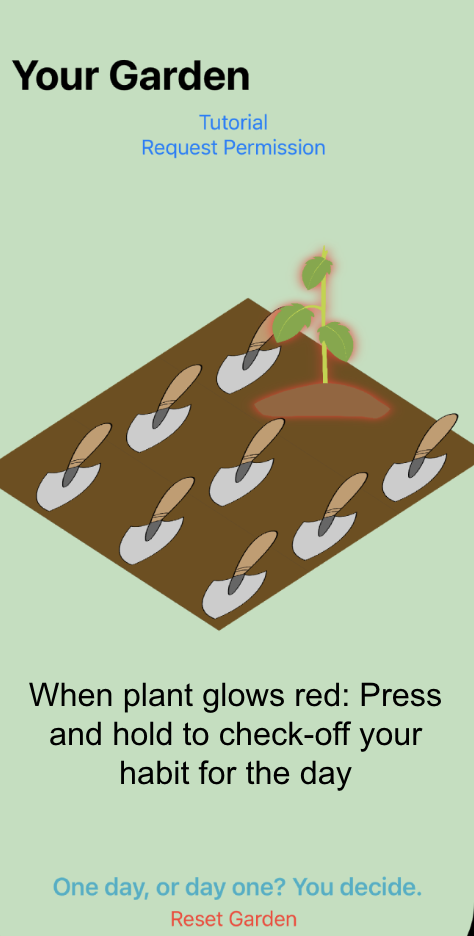 Your Garden
Tutorial
Request Permission
When plant glows red: Press
and hold to check-off your
habit for the day
One day, or day one? You decide.
Reset Garden